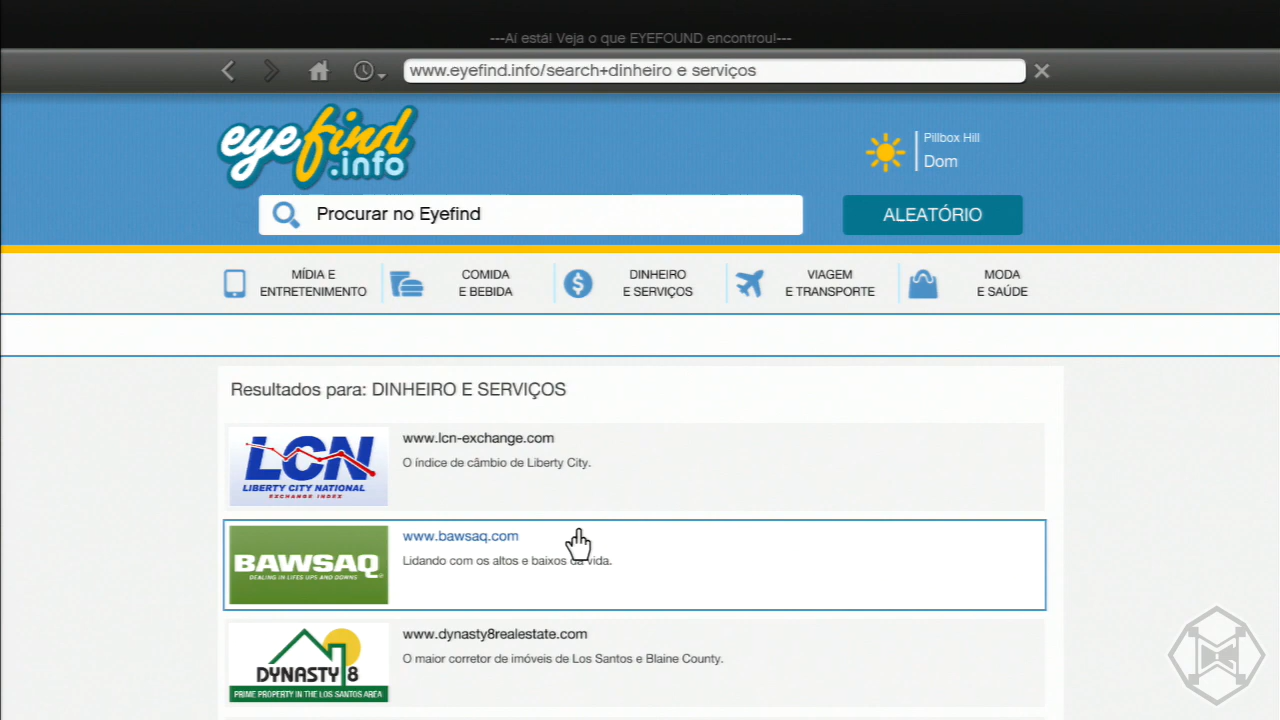 ---Aí está! Veja o que EYEFOUND encontrou!---
www.eyefind.info/search+dinheiro e serviços
eyefind
.info
Pillbox Hill
Dom
Procurar no Eyefind
ALEATÓRIO
MÍDIA E
ENTRETENIMENTO
COMIDA
E BEBIDA
DINHEIRO
E SERVIÇOS
VIAGEM
E TRANSPORTE
MODA
E SAÚDE
Resultados para: DINHEIRO E SERVIÇOS
LCN
LIBERTY CITY NATIONAL
EXCHANGE INDEX
www.lcn-exchange.com
O índice de câmbio de Liberty City.
BAWSAQ
DEALING IN LIFES UPS AND DOWNS
www.bawsaq.com
Lidando com os altos e baixos da vida.
DYNASTY 8
PRIME PROPERTY IN THE LOS SANTOS AREA
www.dynasty8realestate.com
O maior corretor de imóveis de Los Santos e Blaine County.